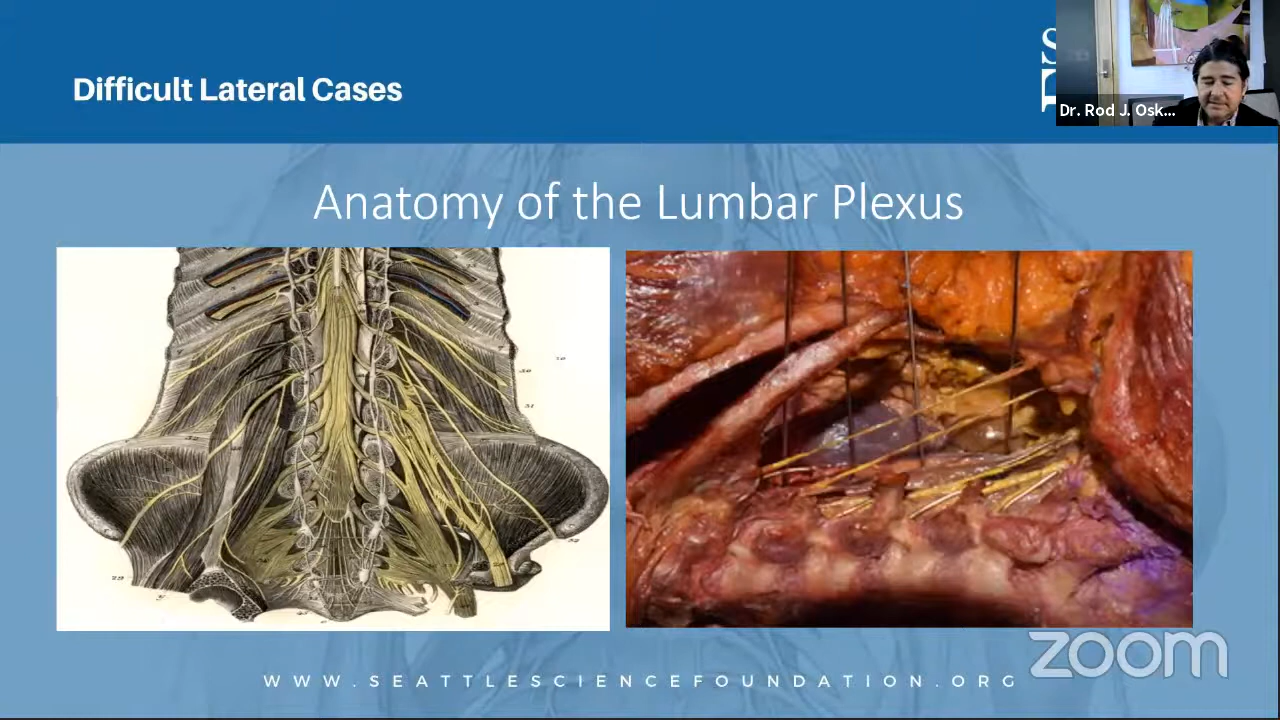 Difficult Lateral Cases
Dr. Rod J. Osk...
Anatomy of the Lumbar Plexus
zoom
WWW.SEATTLESCIENCEFOUNDATION.ORG